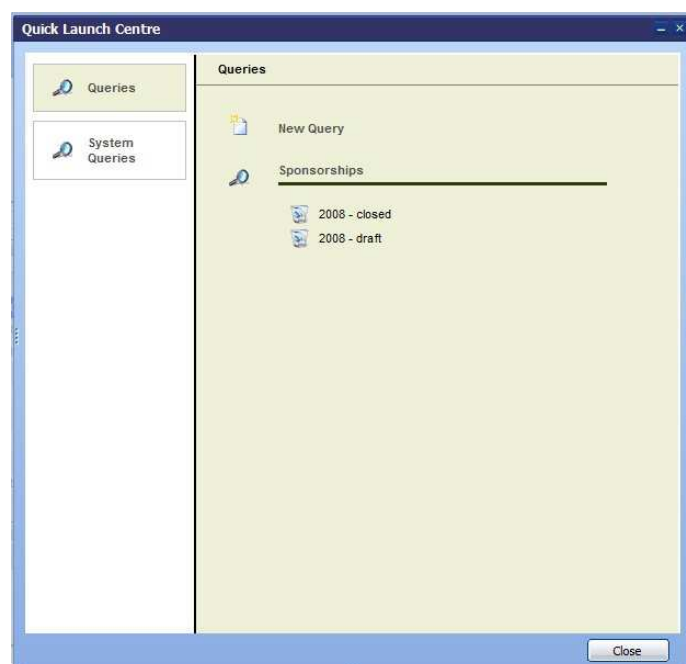 Quick Launch Centre
Queries
System
Queries
Queries
New Query
Sponsorships
2008 - closed
2008 - draft
Close